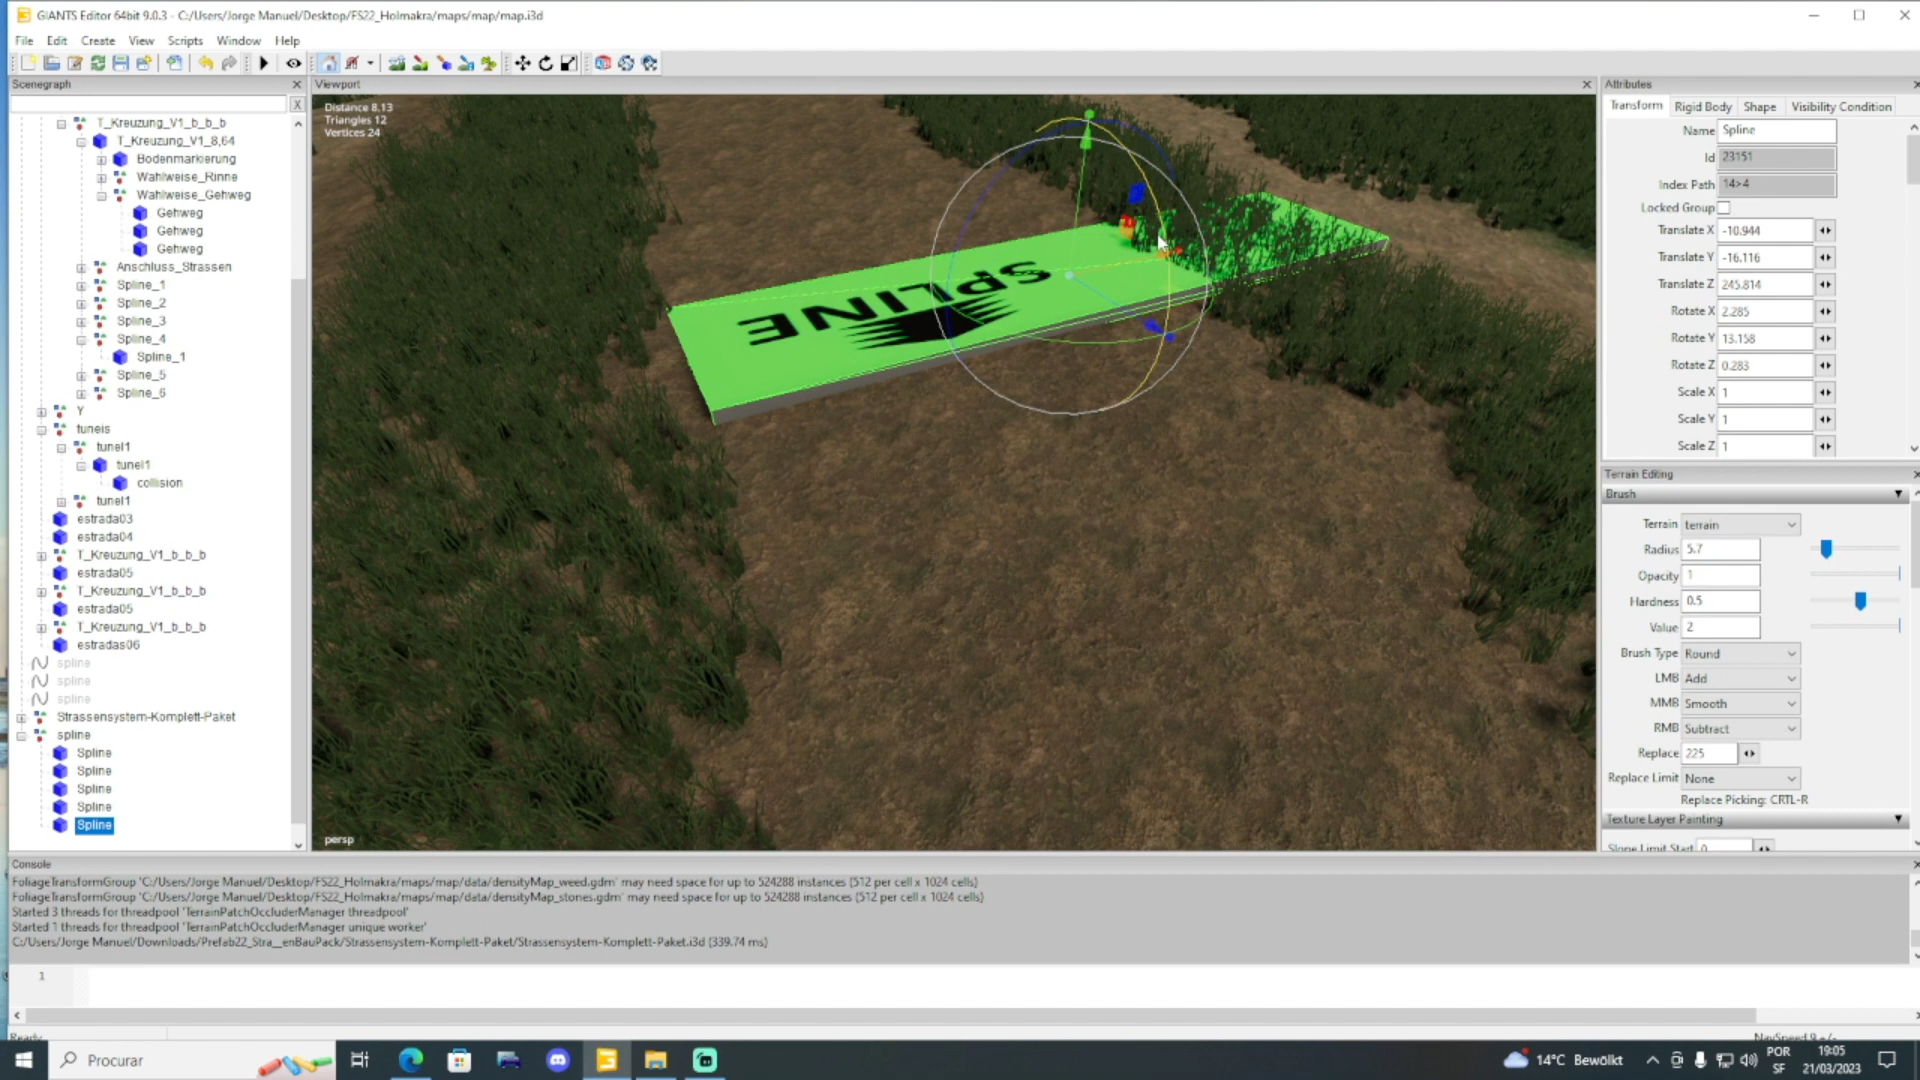 GIANTS Editor 64bit 9.0.3 - C:/Users/Jorge Manuel/Desktop/FS22_Holmakra/maps/map/map.i3d
File Edit Create View Scripts Window Help
Scenegraph
X
T_Kreuzung_V1_b_b_b
T_Kreuzung_V1_8,64
Bodenmarkierung
Wahlweise_Rinne
Wahlweise_Gehweg
Gehweg
Gehweg
Gehweg
Anschluss_Strassen
Spline_1
Spline_2
Spline_3
Spline_4
Spline_1
Spline_5
Spline_6
Y
tuneis
tunel1
tunel1
collision
tunel1
estrada03
estrada04
T_Kreuzung_V1_b_b_b
estrada05
T_Kreuzung_V1_b_b_b
estrada05
T_Kreuzung_V1_b_b_b
estradas06
spline
spline
spline
Strassensystem-Komplett-Paket
spline
Spline
Spline
Spline
Spline
Spline
Viewport
Distance 8.13
Triangles 12
Vertices 24
SPLINE
persp
Attributes
Transform Rigid Body Shape Visibility Condition
Name Spline
Id 23151
Index Path 14>4
Locked Group
Translate X -10.944
Translate Y -16.116
Translate Z 245.814
Rotate X 2.285
Rotate Y 13.158
Rotate Z 0.283
Scale X 1
Scale Y 1
Scale Z 1
Terrain Editing
Brush
Terrain terrain
Radius 5.7
Opacity 1
Hardness 0.5
Value 2
Brush Type Round
LMB Add
MMB Smooth
RMB Subtract
Replace 225
Replace Limit None
Replace Picking: CRTL-R
Texture Layer Painting
Slope Limit Start 0
Console
FoliageTransformGroup 'C:/Users/Jorge Manuel/Desktop/FS22_Holmakra/maps/map/data/densityMap_weed.gdm' may need space for up to 524288 instances (512 per cell x 1024 cells)
FoliageTransformGroup 'C:/Users/Jorge Manuel/Desktop/FS22_Holmakra/maps/map/data/densityMap_stones.gdm' may need space for up to 524288 instances (512 per cell x 1024 cells)
Started 3 threads for threadpool 'TerrainPatchOccluderManager threadpool'
Started 1 threads for threadpool 'TerrainPatchOccluderManager unique worker'
C:/Users/Jorge Manuel/Downloads/Prefab22_Stra__enBauPack/Strassensystem-Komplett-Paket/Strassensystem-Komplett-Paket.i3d (339.74 ms)
1
Ready
NavSpeed 9 +/-
Procurar
14°C Bewölkt
POR
SF
19:05
21/03/2023